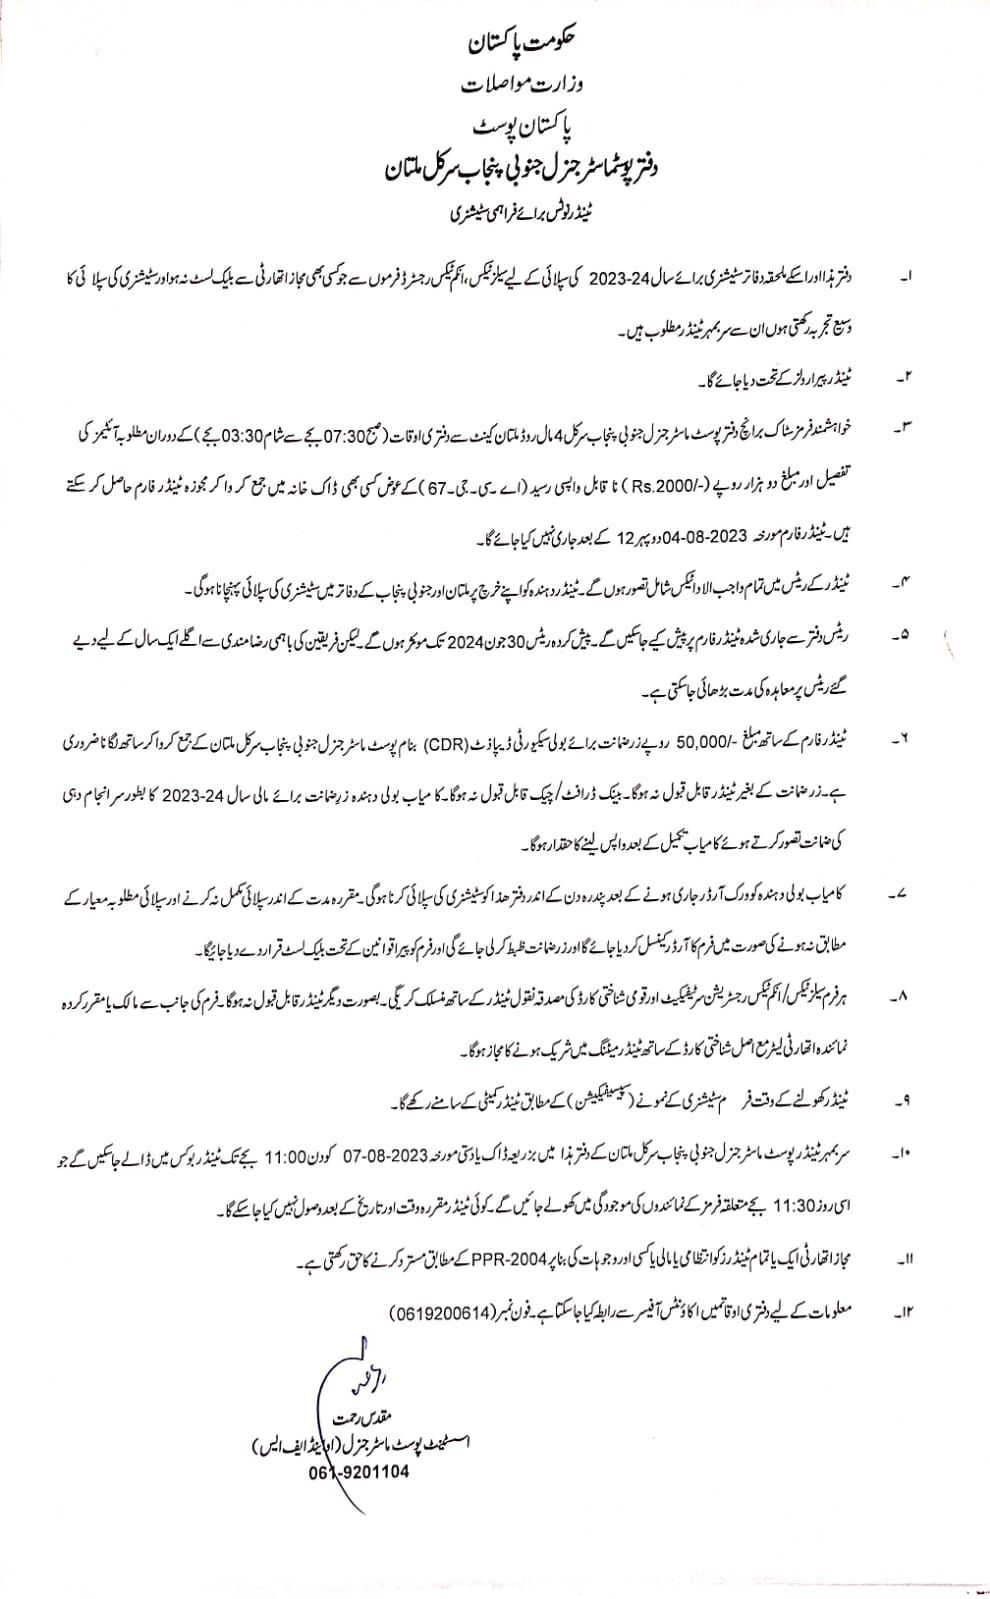 حکومت پاکستان
وزارت مواصلات
پاکستان پوسٹ
دفتر پوسٹماسٹر جنرل جنوبی پنجاب سرکل ملتان
ٹینڈر نوٹس برائے فراہمی سٹیشنری
۱۔ دفتر ہذا اور اسکے ملحقہ دفاتر سٹیشنری برائے سال 24-2023 کی سپلائی کے لیے سیلز ٹیکس، انکم ٹیکس رجسٹرڈ فرموں سے جو کسی بھی مجاز اتھارٹی سے بلیک لسٹ نہ ہو اور سٹیشنری کی سپلائی کا
وسیع تجربہ رکھتی ہوں ان سے سر بمہر ٹینڈر مطلوب ہیں۔
۲۔ ٹینڈر پیپرا رولز کے تحت دیا جائے گا۔
۳۔ خواہشمند فرمز سٹاک برانچ دفتر پوسٹ ماسٹر جنرل جنوبی پنجاب سرکل 4 مال روڈ ملتان کینٹ سے دفتری اوقات (صبح 07:30 بجے سے شام 03:30 بجے) کے دوران مطلوبہ آئیٹمز کی
تفصیل اور مبلغ دو ہزار روپے (Rs.2000/-) ناقابل واپسی رسید (اے۔سی۔جی۔67) کے عوض کسی بھی ڈاک خانہ میں جمع کروا کر مجوزہ ٹینڈر فارم حاصل کر سکتے
ہیں۔ ٹینڈر فارم مورخہ 04-08-2023 دوپہر 12 کے بعد جاری نہیں کیا جائے گا۔
۴۔ ٹینڈر کے ریٹس میں تمام واجب الادا ٹیکس شامل تصور ہوں گے۔ ٹینڈر دہندہ کو اپنے خرچ پر ملتان اور جنوبی پنجاب کے دفاتر میں سٹیشنری کی سپلائی پہنچانا ہوگی۔
۵۔ ریٹس دفتر سے جاری شدہ ٹینڈر فارم پر پیش کیے جاسکیں گے۔ پیش کردہ ریٹس 30 جون 2024 تک موثر ہوں گے۔ لیکن فریقین کی باہمی رضا مندی سے اگلے ایک سال کے لیے دیے
گئے ریٹس پر معاہدہ کی مدت بڑھائی جاسکتی ہے۔
۶۔ ٹینڈر فارم کے ساتھ مبلغ -/50,000 روپے زر ضمانت برائے بولی سیکیورٹی ڈیپازٹ (CDR) بنام پوسٹ ماسٹر جنرل جنوبی پنجاب سرکل ملتان کے جمع کروا کر ساتھ لگانا ضروری
ہے۔ زر ضمانت کے بغیر ٹینڈر قابل قبول نہ ہوگا۔ بینک ڈرافٹ/چیک قابل قبول نہ ہوگا۔ کامیاب بولی دہندہ زر ضمانت برائے مالی سال 24-2023 کا بطور سر انجام دہی
کی ضمانت تصور کرتے ہوئے کامیاب تکمیل کے بعد واپس لینے کا حقدار ہوگا۔
۷۔ کامیاب بولی دہندہ کو ورک آرڈر جاری ہونے کے بعد پندرہ دن کے اندر دفتر ھذا کو سٹیشنری کی سپلائی کرنا ہوگی۔ مقررہ مدت کے اندر سپلائی مکمل نہ کرنے اور سپلائی مطلوبہ معیار کے
مطابق نہ ہونے کی صورت میں فرم کا آرڈر کینسل کر دیا جائے گا اور زر ضمانت ظبط کر لی جائے گی اور فرم کو پیپرا قوانین کے تحت بلیک لسٹ قرار دے دیا جائیگا۔
۸۔ ہر فرم سیلز ٹیکس/انکم ٹیکس رجسٹریشن سرٹیفکیٹ اور قومی شناختی کارڈ کی مصدقہ نقول ٹینڈر کے ساتھ منسلک کریگی۔ بصورت دیگر ٹینڈر قابل قبول نہ ہوگا۔ فرم کی جانب سے مالک یا مقرر کردہ
نمائندہ اتھارٹی لیٹر مع اصل شناختی کارڈ کے ساتھ ٹینڈر میٹنگ میں شریک ہونے کا مجاز ہوگا۔
۹۔ ٹینڈر کھولنے کے وقت فرم سٹیشنری کے نمونے (سپیسیفیکیشن) کے مطابق ٹینڈر کمیٹی کے سامنے رکھے گا۔
۱۰۔ سر بمہر ٹینڈر پوسٹ ماسٹر جنرل جنوبی پنجاب سرکل ملتان کے دفتر ہذا میں بزریعہ ڈاک یا دستی مورخہ 07-08-2023 کو دن 11:00 بجے تک ٹینڈر بوکس میں ڈالے جاسکیں گے جو
اسی روز 11:30 بجے متعلقہ فرمز کے نمائندوں کی موجودگی میں کھولے جائیں گے۔ کوئی ٹینڈر مقررہ وقت اور تاریخ کے بعد وصول نہیں کیا جاسکے گا۔
۱۱۔ مجاز اتھارٹی ایک یا تمام ٹینڈرز کو انتظامی یا مالی یا کسی اور وجوہات کی بنا پر PPR-2004 کے مطابق مسترد کرنے کا حق رکھتی ہے۔
۱۲۔ معلومات کے لیے دفتری اوقاتمیں اکاؤنٹس آفیسر سے رابطہ کیا جاسکتا ہے۔ فون نمبر (0619200614)
مقدس رحمت
اسسٹینٹ پوسٹ ماسٹر جنرل (او اینڈ ایف ایس)
061-9201104